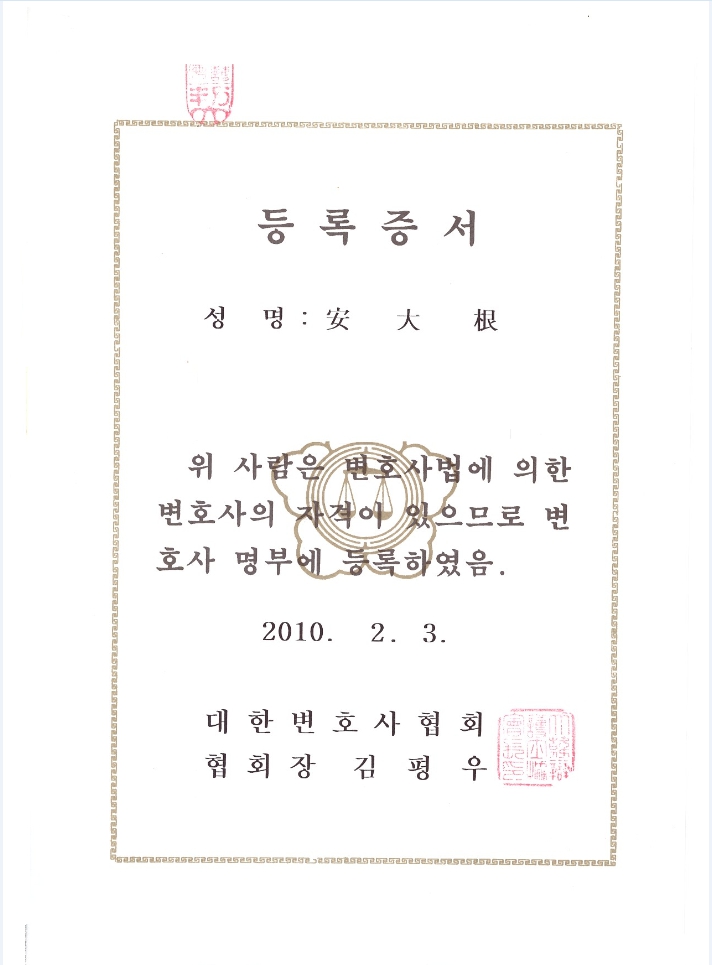 등록증서
성 명 : 安 大 根
위 사람은 변호사법에 의한
변호사의 자격이 있으므로 변
호사 명부에 등록하였음.
2010. 2. 3.
대한변호사협회
협회장 김 평 우